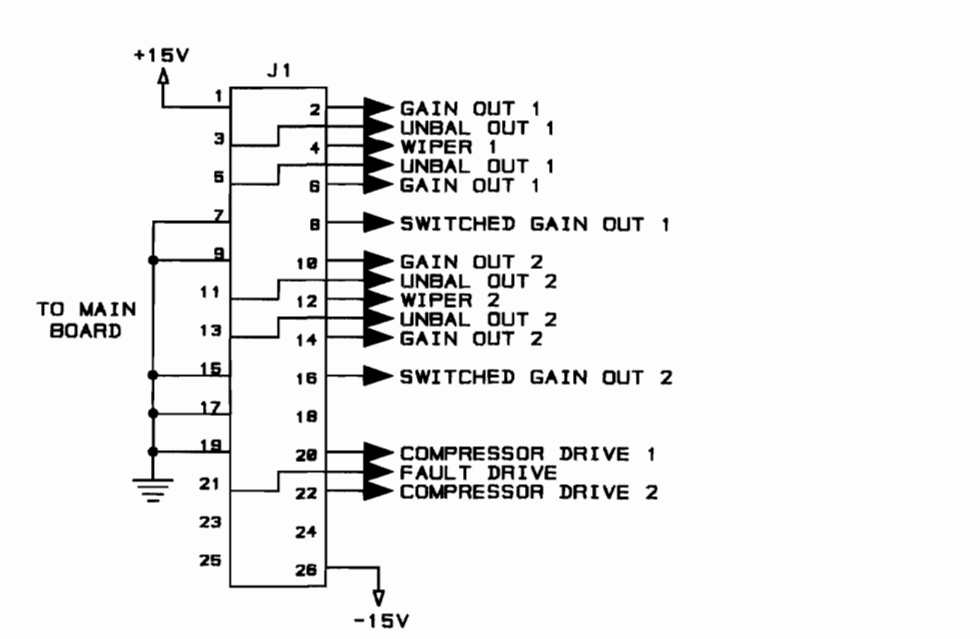 +15V
J1
1
2 GAIN OUT 1
UNBAL OUT 1
3
4 WIPER 1
UNBAL OUT 1
5
6 GAIN OUT 1
7
8 SWITCHED GAIN OUT 1
9
10 GAIN OUT 2
UNBAL OUT 2
11
12 WIPER 2
TO MAIN
BOARD
UNBAL OUT 2
13
14 GAIN OUT 2
15
16 SWITCHED GAIN OUT 2
17
18
19
20 COMPRESSOR DRIVE 1
FAULT DRIVE
21
22 COMPRESSOR DRIVE 2
23
24
25
26
-15V